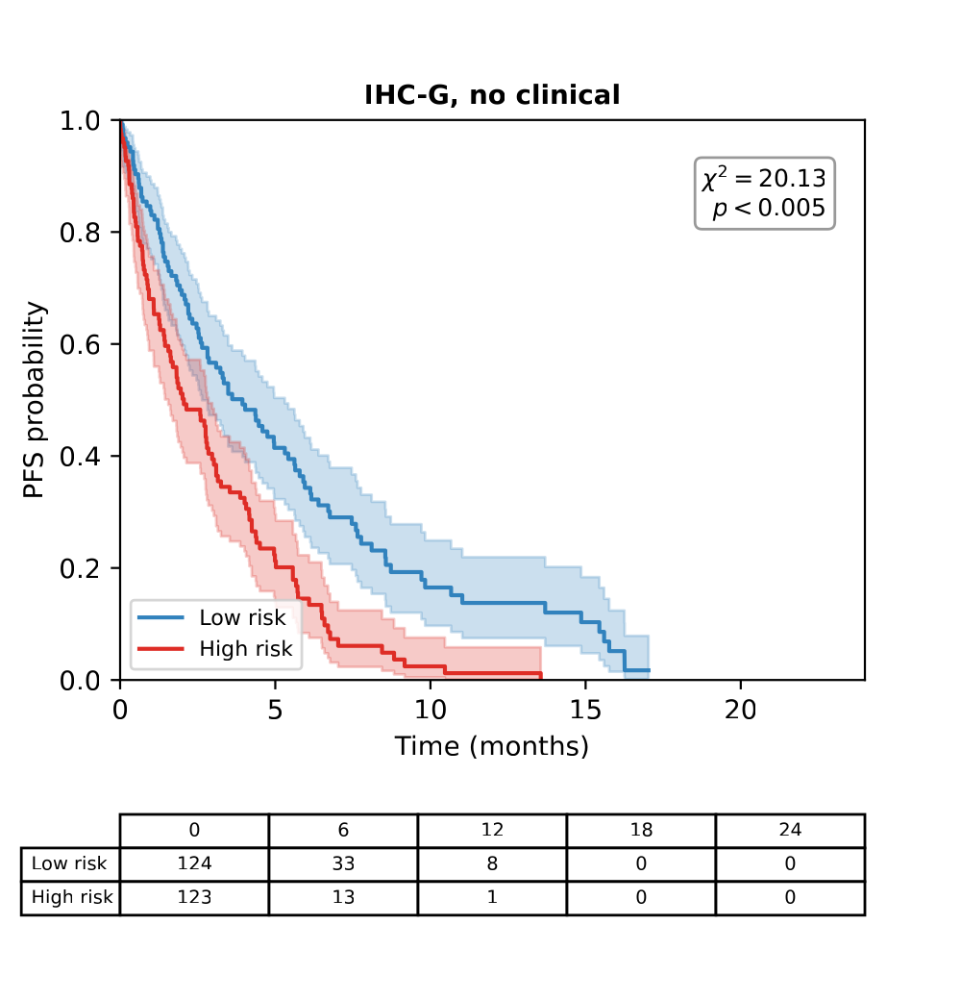 IHC-G, no clinical
χ² = 20.13
p < 0.005
PFS probability
1.0
0.8
0.6
0.4
0.2
0.0
Low risk
High risk
0 5 10 15 20
Time (months)
0 6 12 18 24
Low risk 124 33 8 0 0
High risk 123 13 1 0 0